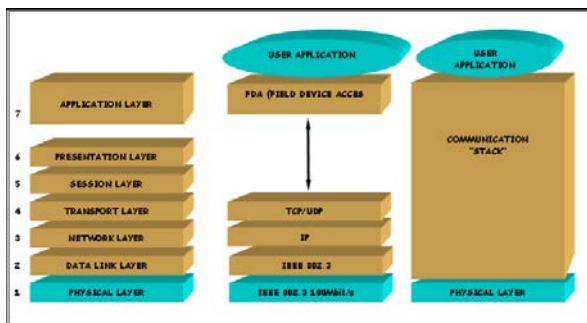 7 APPLICATION LAYER
6 PRESENTATION LAYER
5 SESSION LAYER
4 TRANSPORT LAYER
3 NETWORK LAYER
2 DATA LINK LAYER
1 PHYSICAL LAYER
USER APPLICATION
FDA (FIELD DEVICE ACCES
TCP/UDP
IP
IEEE 802.3
IEEE 802.3 100Mbit/s
USER
APPLICATION
COMMUNICATION
"STACK"
PHYSICAL LAYER